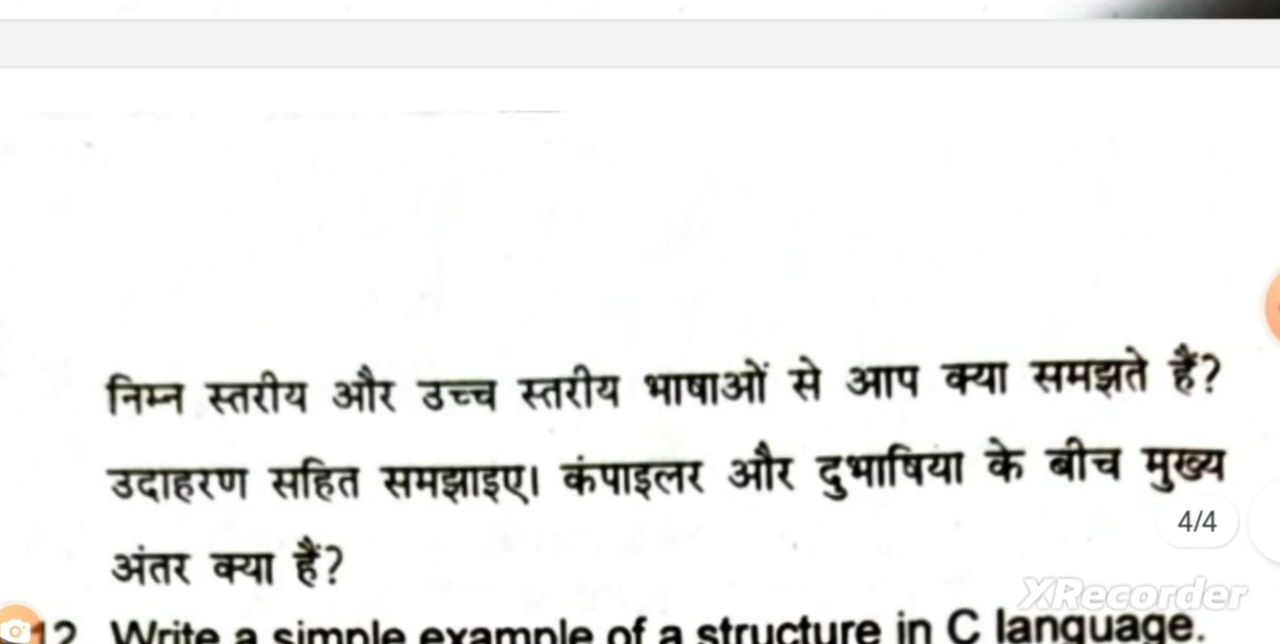 निम्न स्तरीय और उच्च स्तरीय भाषाओं से आप क्या समझते हैं?
उदाहरण सहित समझाइए। कंपाइलर और दुभाषिया के बीच मुख्य
4/4
अंतर क्या हैं?
XRecorder
12. Write a simple example of a structure in C language.